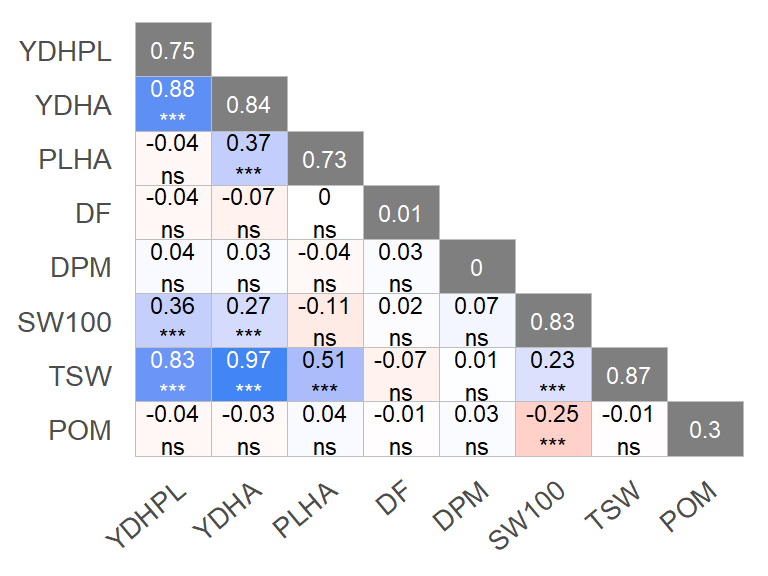 YDHPL 0.75
YDHA 0.88 0.84
***
PLHA -0.04 0.37 0.73
ns ***
DF -0.04 -0.07 0 0.01
ns ns ns
DPM 0.04 0.03 -0.04 0.03 0
ns ns ns ns
SW100 0.36 0.27 -0.11 0.02 0.07 0.83
*** *** ns ns ns
TSW 0.83 0.97 0.51 -0.07 0.01 0.23 0.87
*** *** *** ns ns ***
POM -0.04 -0.03 0.04 -0.01 0.03 -0.25 -0.01 0.3
ns ns ns ns ns *** ns
YDHPL YDHA PLHA DF DPM SW100 TSW POM